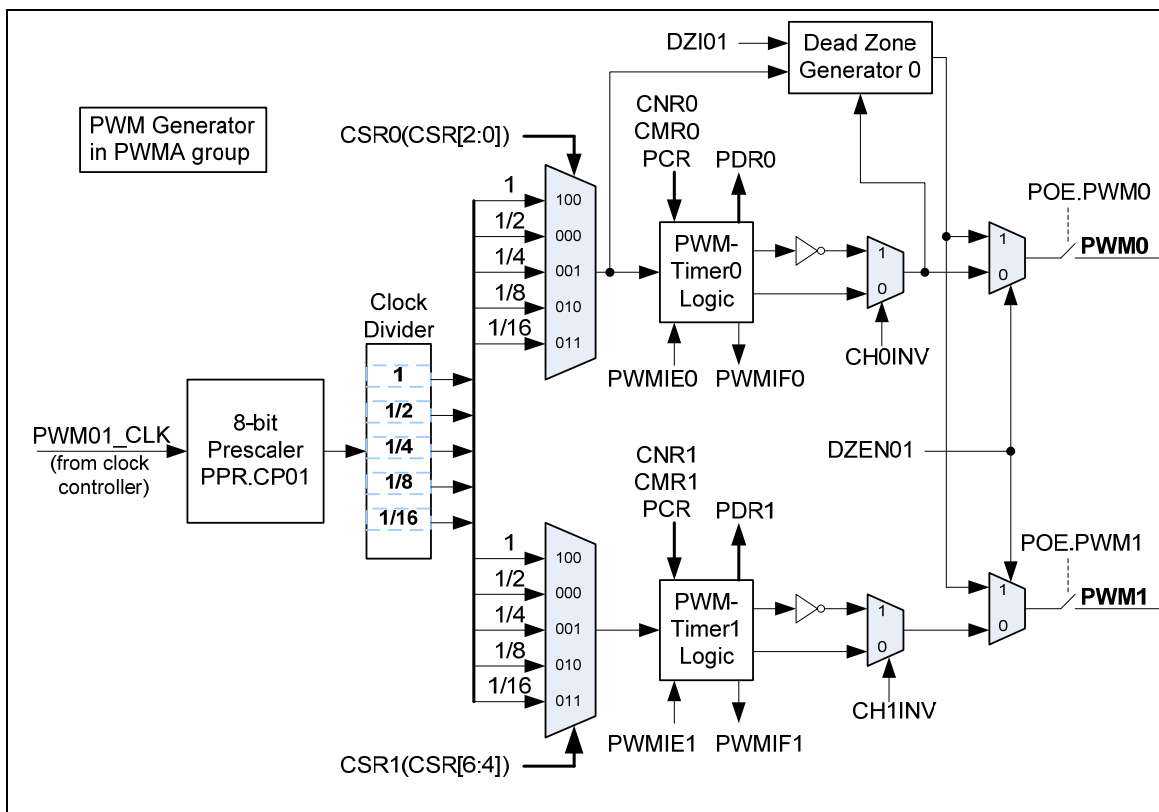 PWM Generator
in PWMA group
DZI01
Dead Zone
Generator 0
CNR0
CMR0
PCR
PDR0
CSR0(CSR[2:0])
1
1/2
1/4
1/8
1/16
100
000
001
010
011
PWM-
Timer0
Logic
1
0
CH0INV
PWMIE0
PWMIF0
1
0
POE.PWM0
PWM0
Clock
Divider
1
1/2
1/4
1/8
1/16
PWM01_CLK
(from clock
controller)
8-bit
Prescaler
PPR.CP01
DZEN01
CNR1
CMR1
PCR
PDR1
1
1/2
1/4
1/8
1/16
100
000
001
010
011
PWM-
Timer1
Logic
1
0
CH1INV
PWMIE1
PWMIF1
1
0
POE.PWM1
PWM1
CSR1(CSR[6:4])